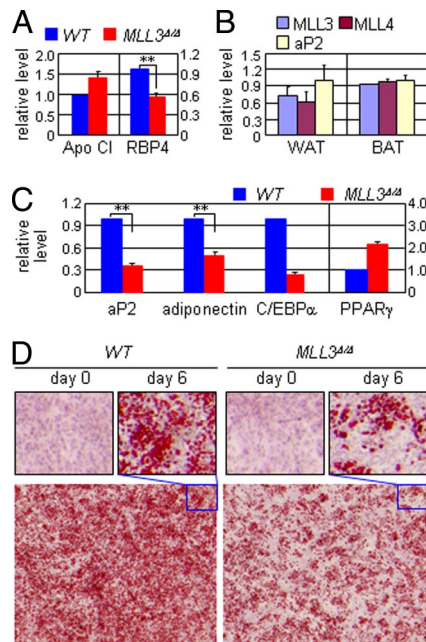 A
WT MLL3Δ/Δ
relative level
2.0
1.5
1.0
0.5
0
**
1.2
0.9
0.6
0.3
0
Apo CI RBP4
B
MLL3 MLL4
aP2
relative level
1.5
1.2
0.9
0.6
0.3
0
WAT BAT
C
WT MLL3Δ/Δ
relative level
1.2
0.9
0.6
0.3
0
** **
4.0
3.0
2.0
1.0
0
aP2 adiponectin C/EBPα PPARγ
D
WT MLL3Δ/Δ
day 0 day 6 day 0 day 6